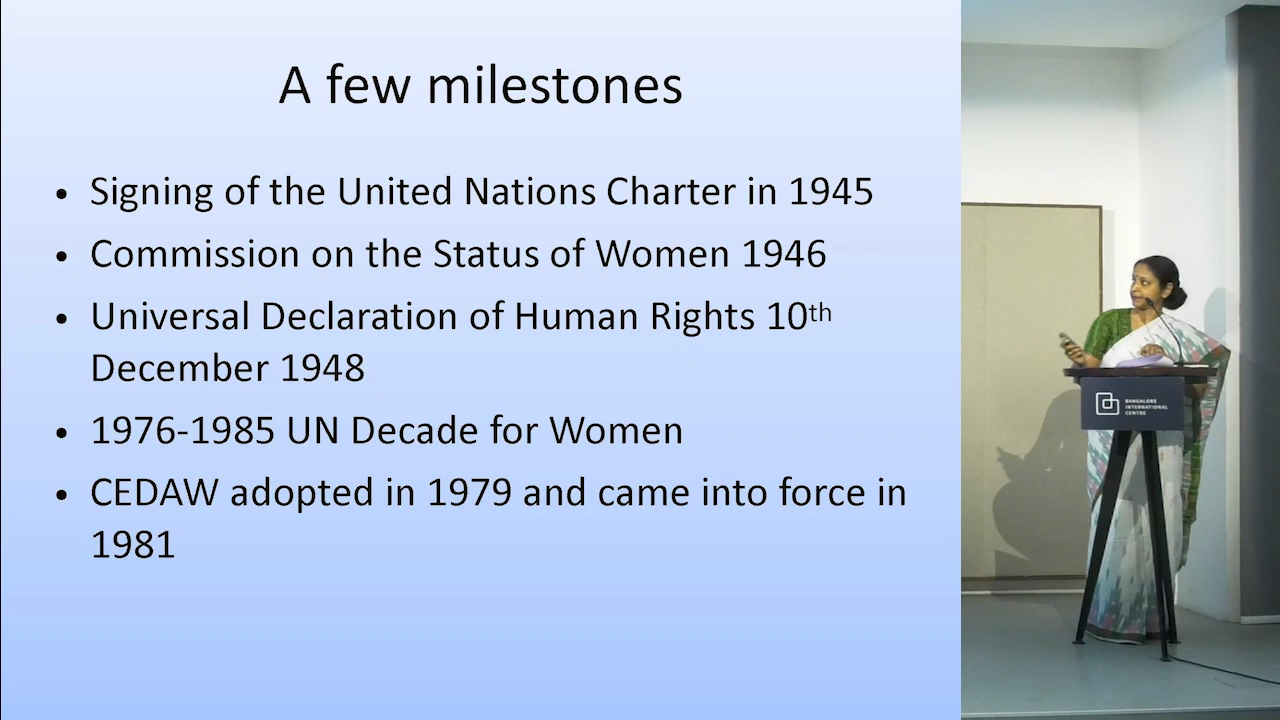 A few milestones
• Signing of the United Nations Charter in 1945
• Commission on the Status of Women 1946
• Universal Declaration of Human Rights 10th
December 1948
• 1976-1985 UN Decade for Women
• CEDAW adopted in 1979 and came into force in
1981
BANGALORE
INTERNATIONAL
CENTRE